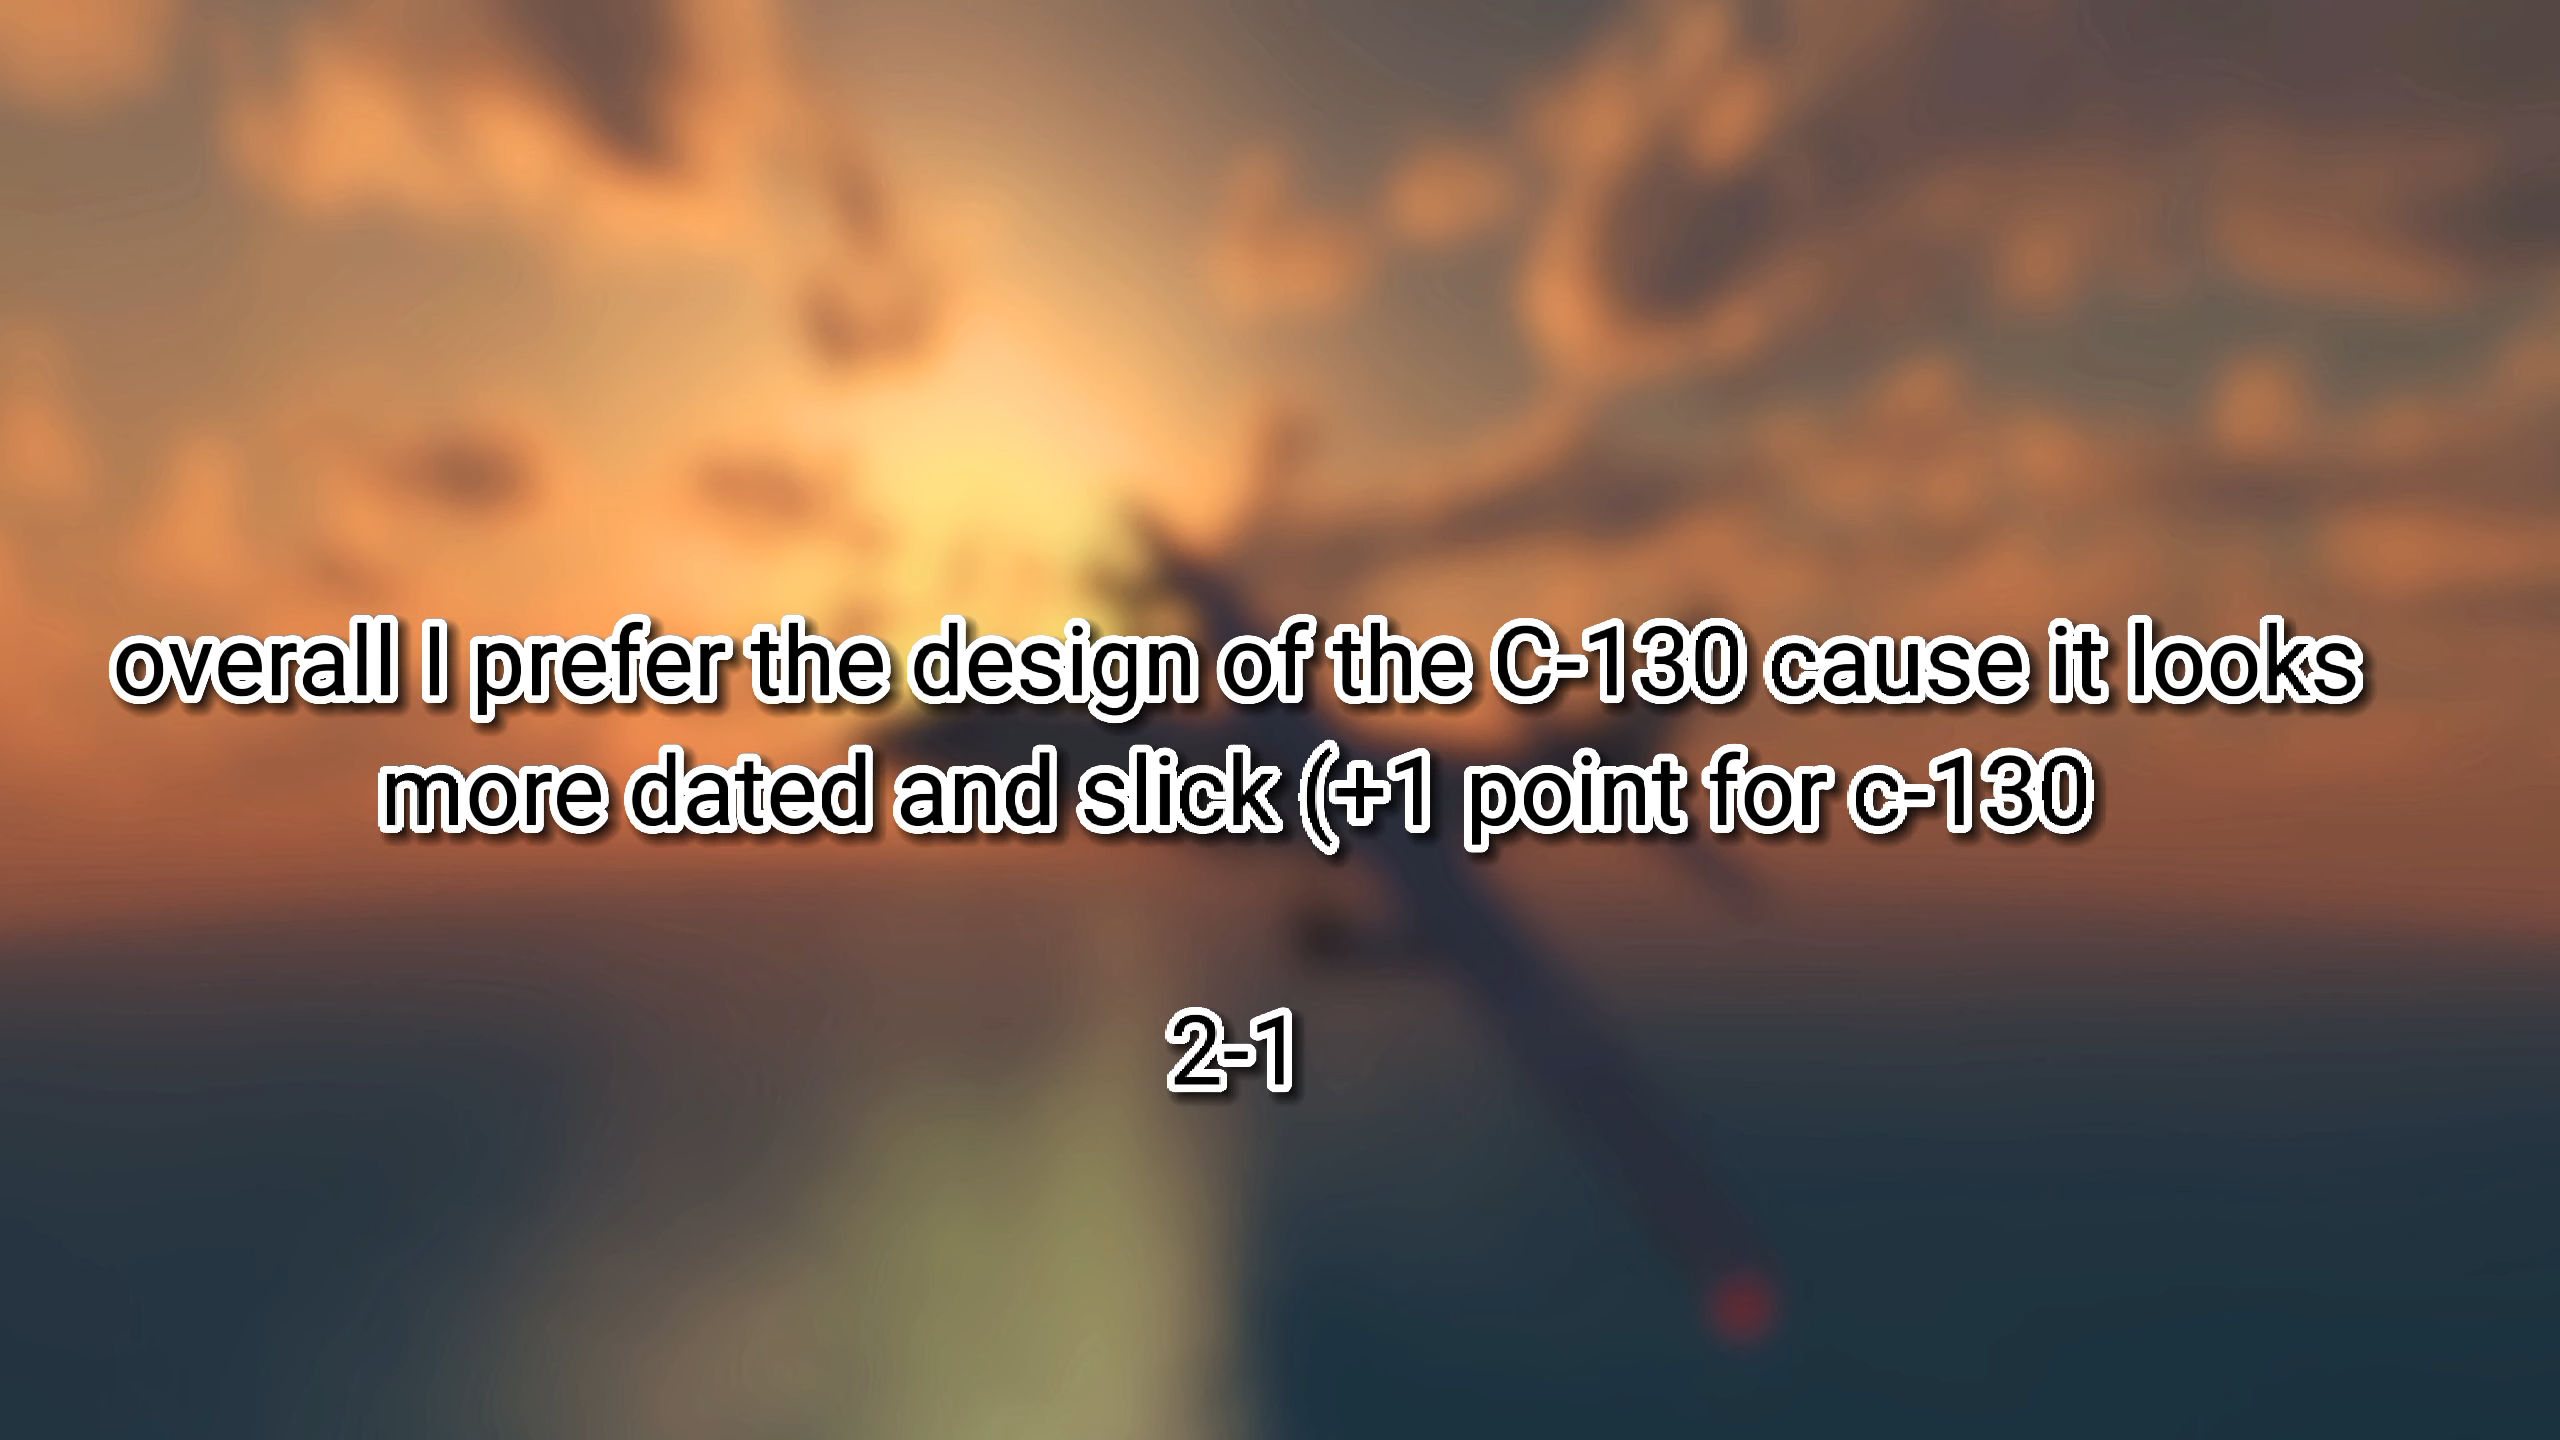 overall I prefer the design of the C-130 cause it looks
more dated and slick (+1 point for c-130
2-1